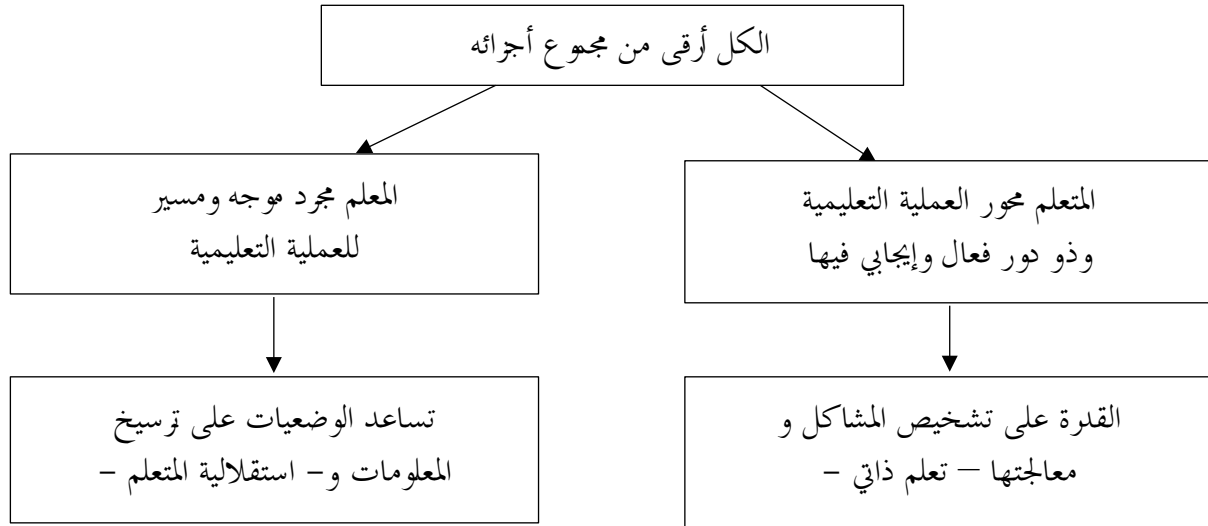 الكل أرقى من مجموع أجزائه
المتعلم محور العملية التعليمية
وذو دور فعال وإيجابي فيها
المعلم مجرد موجه ومسير
للعملية التعليمية
القدرة على تشخيص المشاكل و
معالجتها – تعلم ذاتي –
تساعد الوضعيات على ترسيخ
المعلومات و– استقلالية المتعلم –